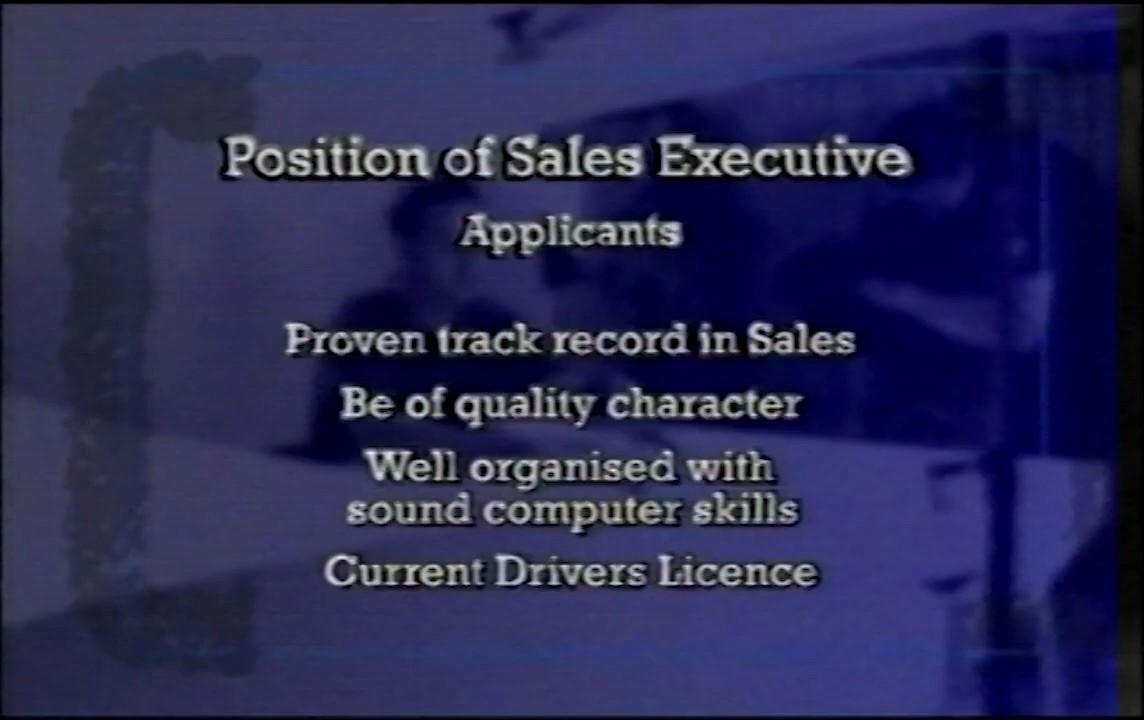 Position of Sales Executive
Applicants
Proven track record in Sales
Be of quality character
Well organised with
sound computer skills
Current Drivers Licence